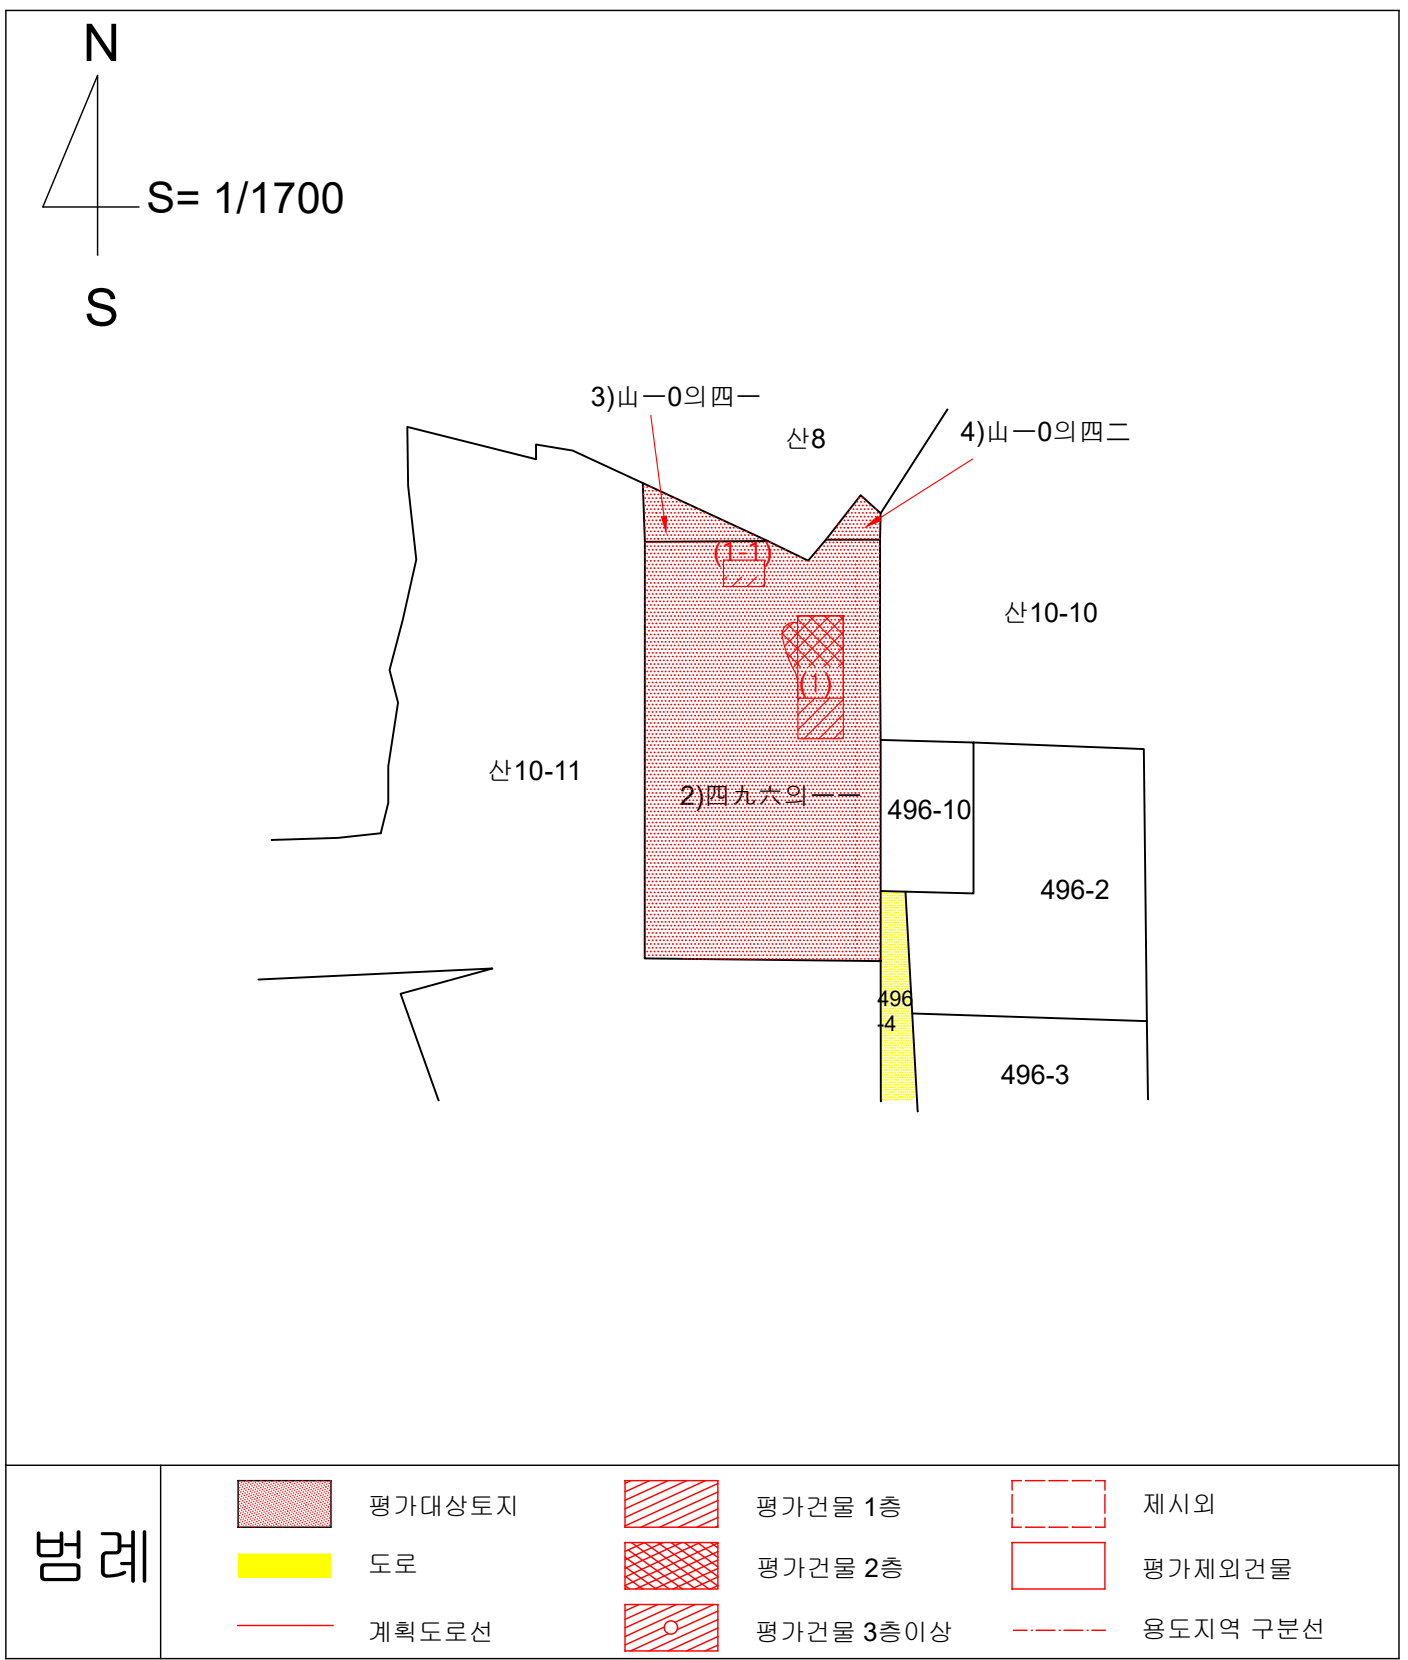 N
S= 1/1700
S
3)山一0의四一
산8
4)山一0의四二
(1-1)
산10-10
(1)
산10-11
2)四九六의一一
496-10
496-2
496
-4
496-3
범례
평가대상토지
평가건물 1층
제시외
도로
평가건물 2층
평가제외건물
계획도로선
평가건물 3층이상
용도지역 구분선